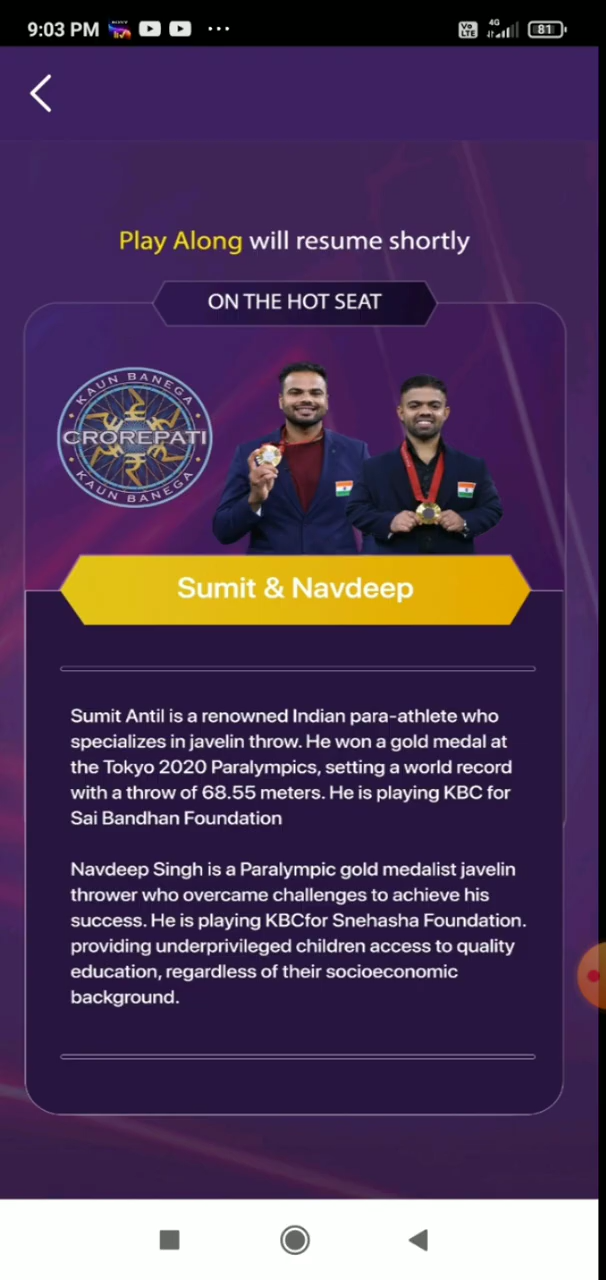 9:03 PM
Vo
LTE
4G
81
Play Along will resume shortly
ON THE HOT SEAT
KAUN BANEGA
CROREPATI
KAUN BANEGA
Sumit & Navdeep
Sumit Antil is a renowned Indian para-athlete who
specializes in javelin throw. He won a gold medal at
the Tokyo 2020 Paralympics, setting a world record
with a throw of 68.55 meters. He is playing KBC for
Sai Bandhan Foundation
Navdeep Singh is a Paralympic gold medalist javelin
thrower who overcame challenges to achieve his
success. He is playing KBCfor Snehasha Foundation.
providing underprivileged children access to quality
education, regardless of their socioeconomic
background.